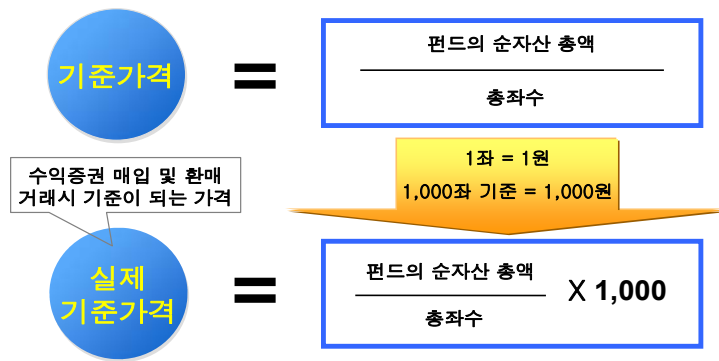 기준가격
=
펀드의 순자산 총액
총좌수
1좌 = 1원
1,000좌 기준 = 1,000원
수익증권 매입 및 환매
거래시 기준이 되는 가격
실제
기준가격
=
펀드의 순자산 총액
총좌수
X 1,000